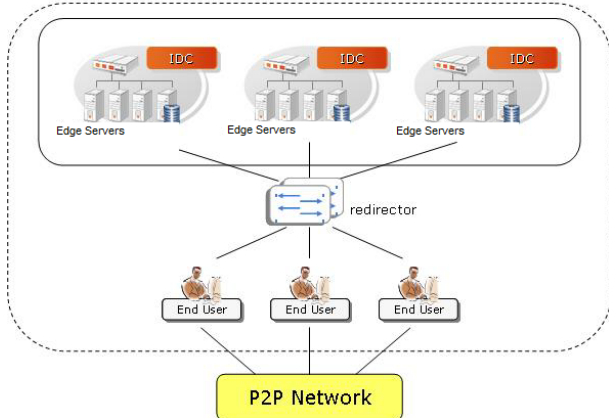 IDC
IDC
IDC
Edge Servers
Edge Servers
Edge Servers
redirector
End User
End User
End User
P2P Network